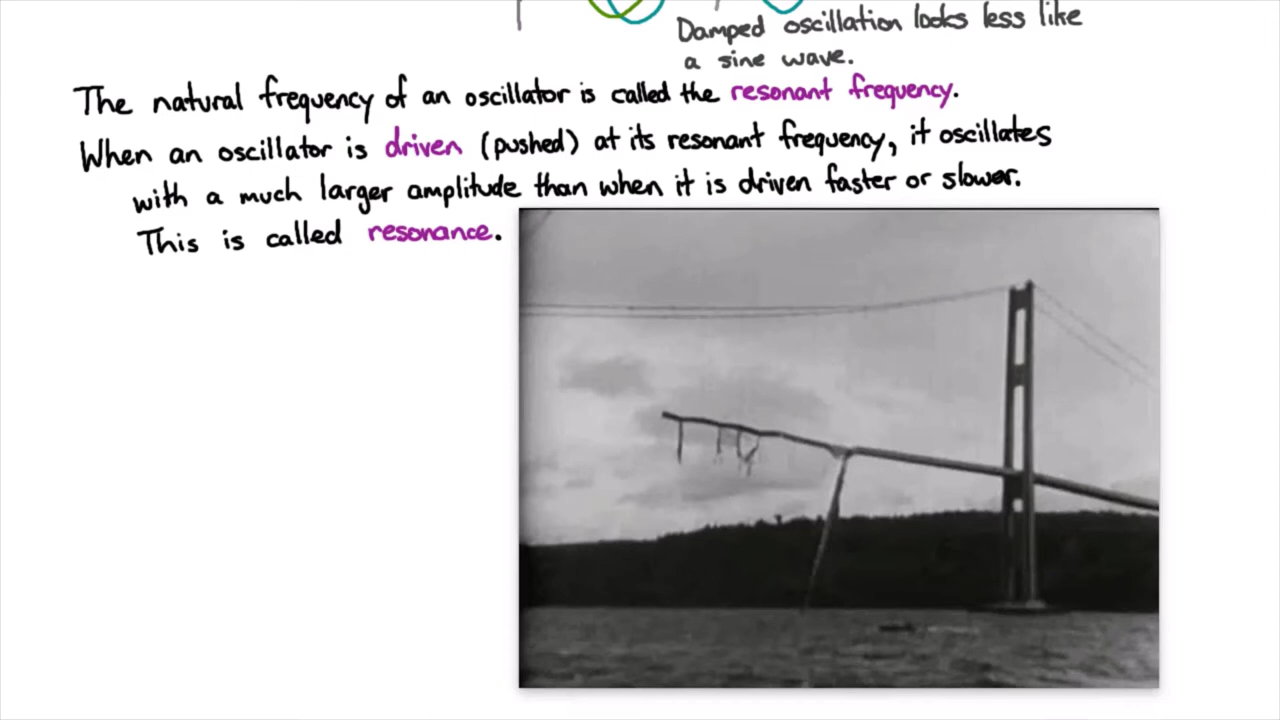 Damped oscillation looks less like
a sine wave.
The natural frequency of an oscillator is called the resonant frequency.
When an oscillator is driven (pushed) at its resonant frequency, it oscillates
with a much larger amplitude than when it is driven faster or slower.
This is called resonance.